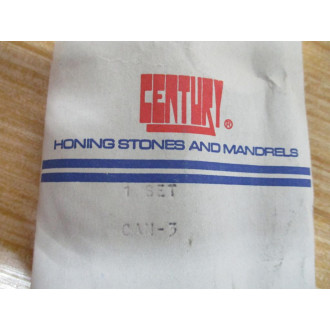 CENTURY®
HONING STONES AND MANDRELS
1 SET